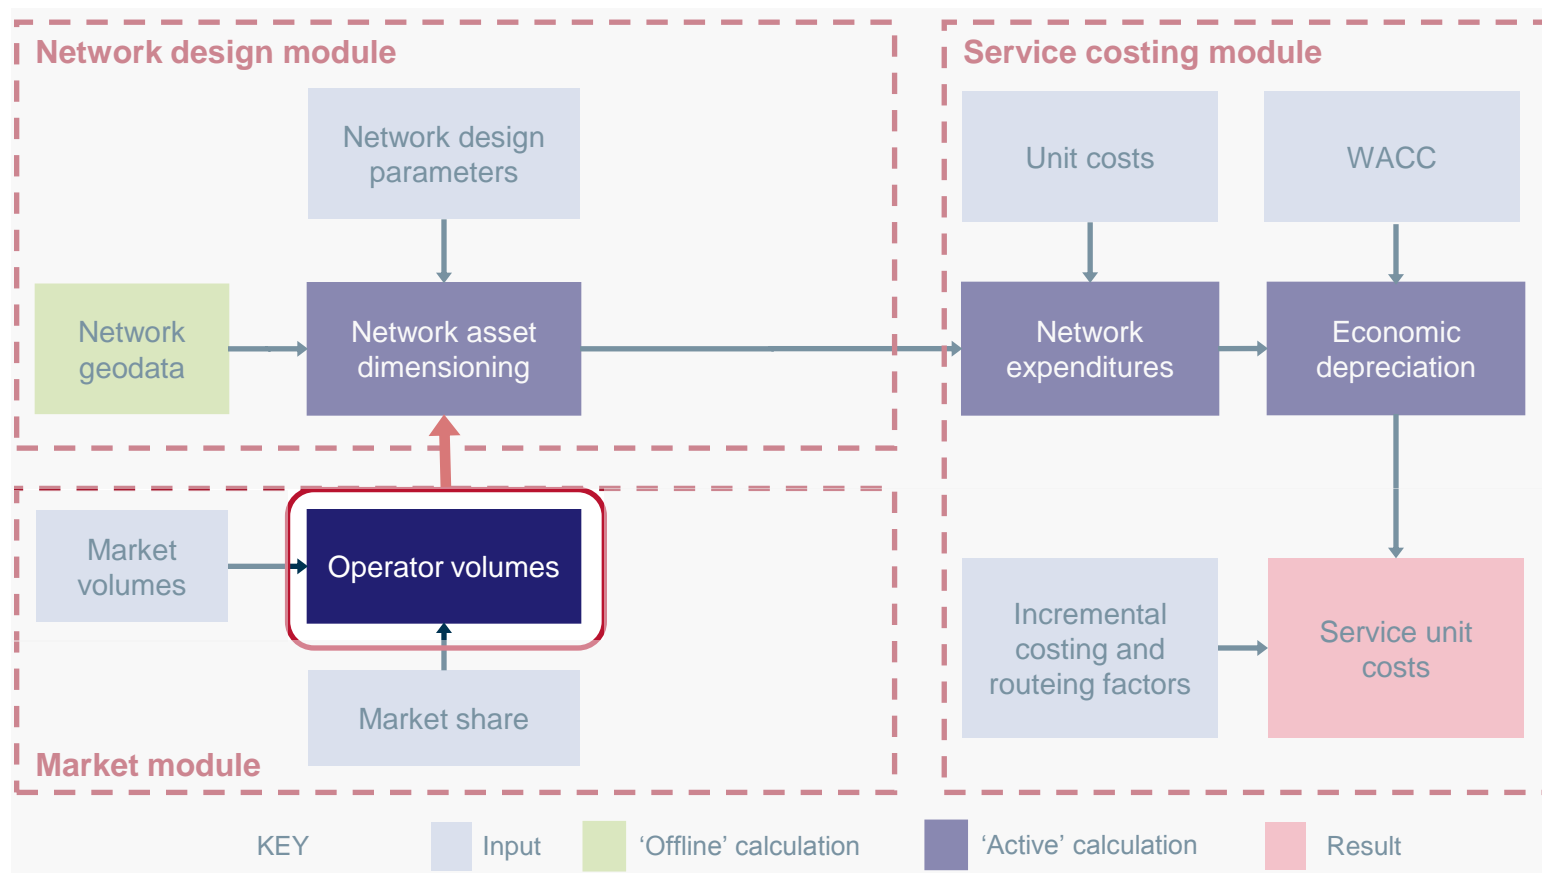 Network design module
Network design
parameters
Network
geodata
Network asset
dimensioning
Service costing module
Unit costs
WACC
Network
expenditures
Economic
depreciation
Market
volumes
Operator volumes
Market share
Market module
Incremental
costing and
routeing factors
Service unit
costs
KEY
Input
‘Offline’ calculation
‘Active’ calculation
Result